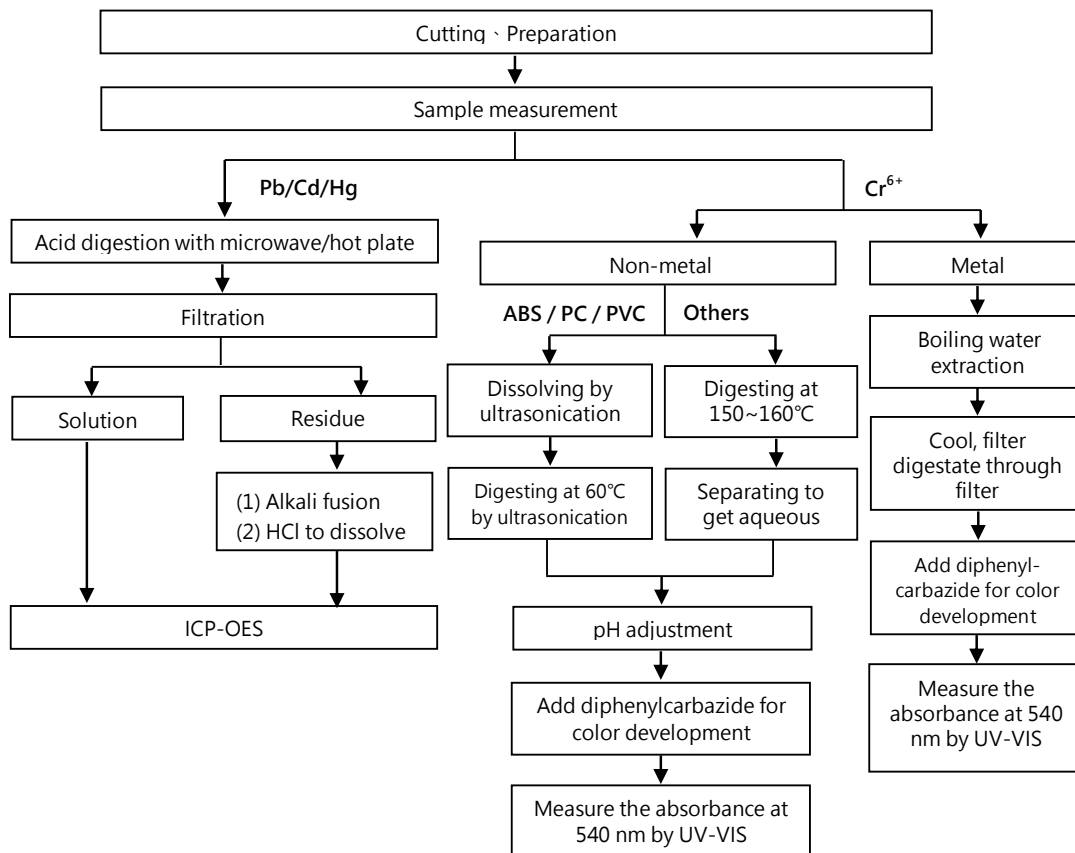 Cutting、Preparation
Sample measurement
Pb/Cd/Hg
Cr6+
Acid digestion with microwave/hot plate
Non-metal
Metal
Filtration
ABS / PC / PVC
Others
Boiling water
extraction
Solution
Residue
Dissolving by
ultrasonication
Digesting at
150~160℃
Cool, filter
digestate through
filter
(1) Alkali fusion
(2) HCl to dissolve
Digesting at 60℃
by ultrasonication
Separating to
get aqueous
Add diphenyl-
carbazide for color
development
ICP-OES
pH adjustment
Measure the
absorbance at 540
nm by UV-VIS
Add diphenylcarbazide for
color development
Measure the absorbance at
540 nm by UV-VIS